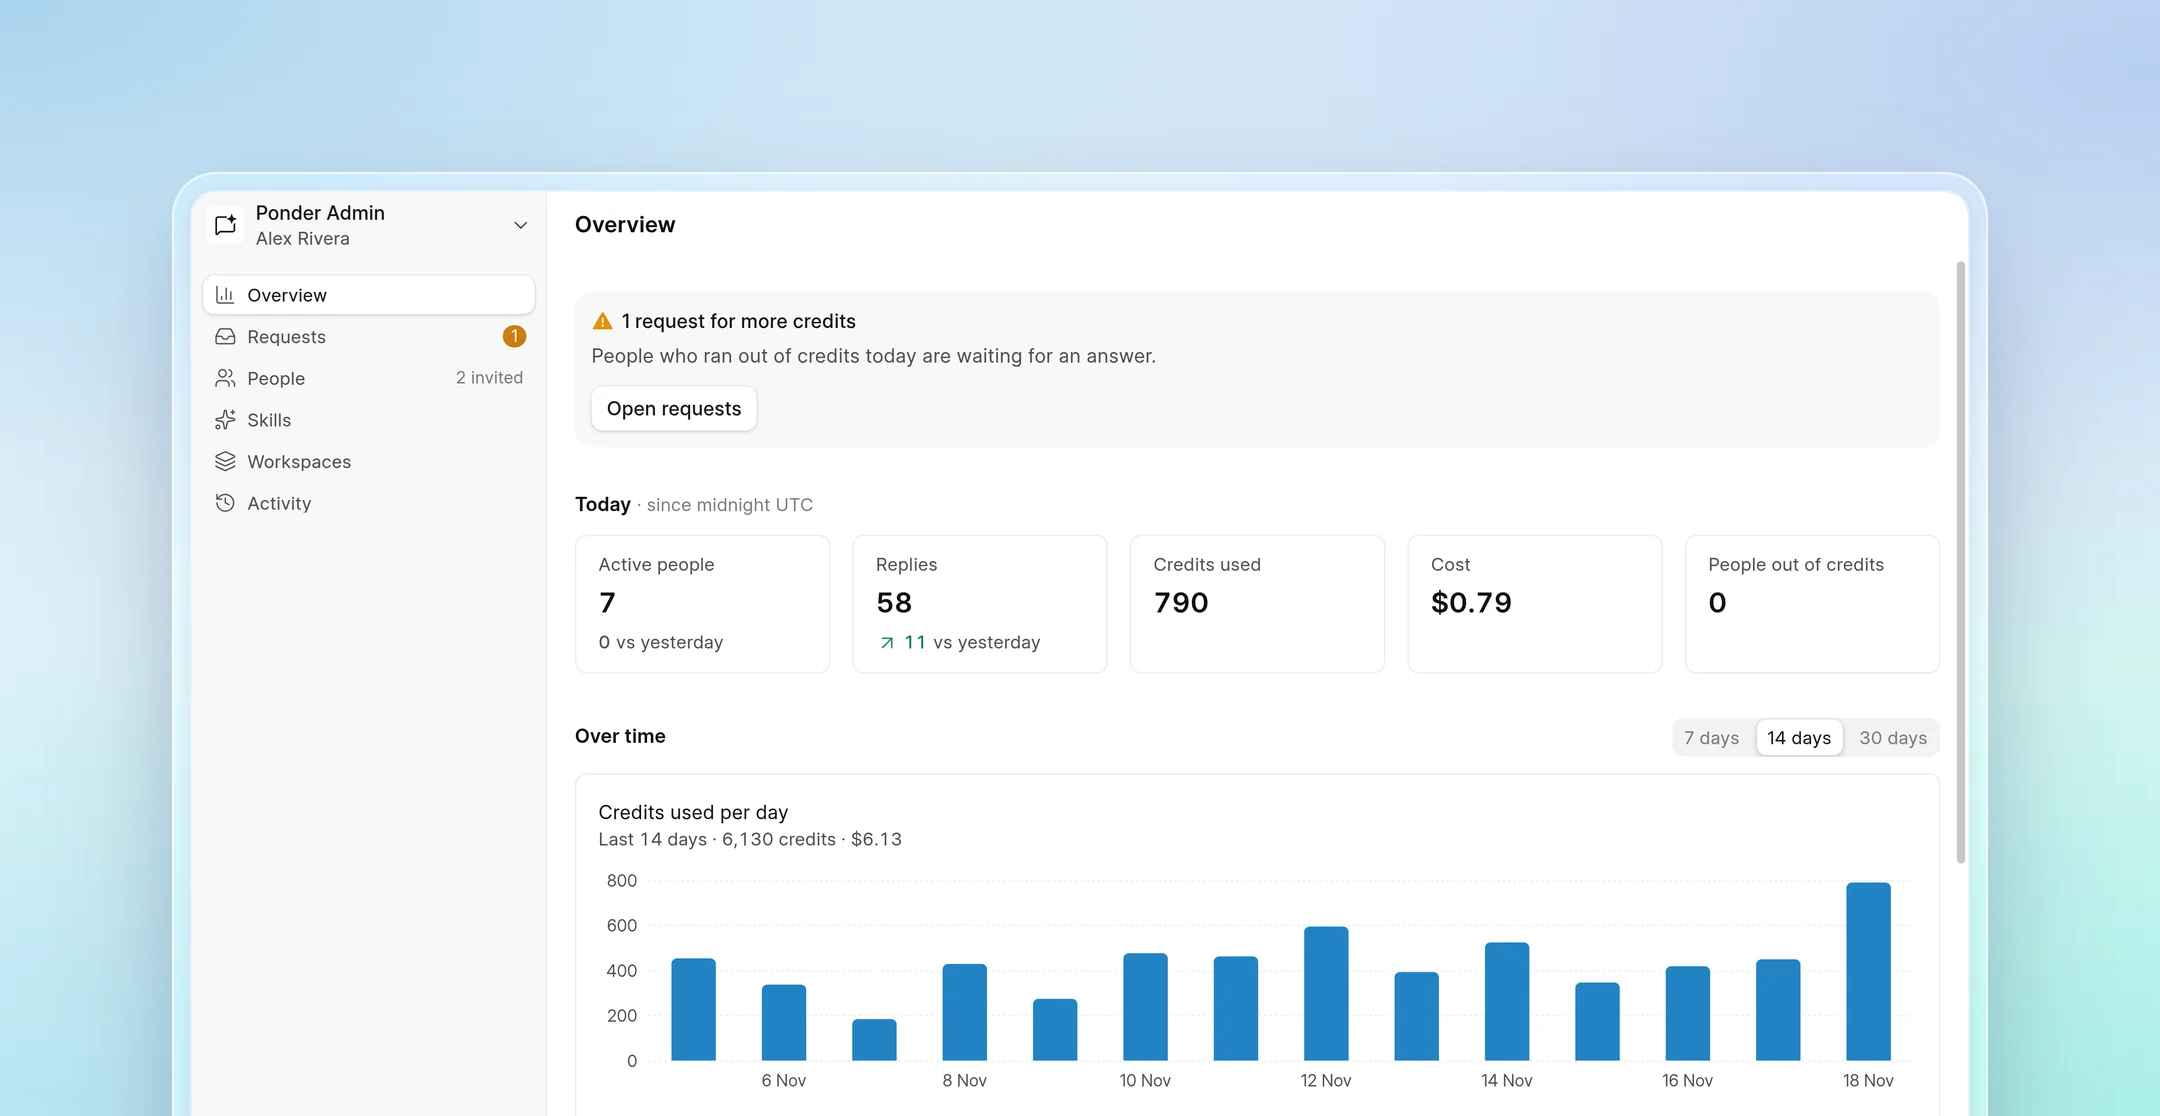 Ponder Admin
Alex Rivera
Overview
Requests 1
People 2 invited
Skills
Workspaces
Activity
Overview
1 request for more credits
People who ran out of credits today are waiting for an answer.
Open requests
Today · since midnight UTC
Active people
7
0 vs yesterday
Replies
58
11 vs yesterday
Credits used
790
Cost
$0.79
People out of credits
0
Over time
7 days 14 days 30 days
Credits used per day
Last 14 days · 6,130 credits · $6.13
800
600
400
200
0
6 Nov 8 Nov 10 Nov 12 Nov 14 Nov 16 Nov 18 Nov